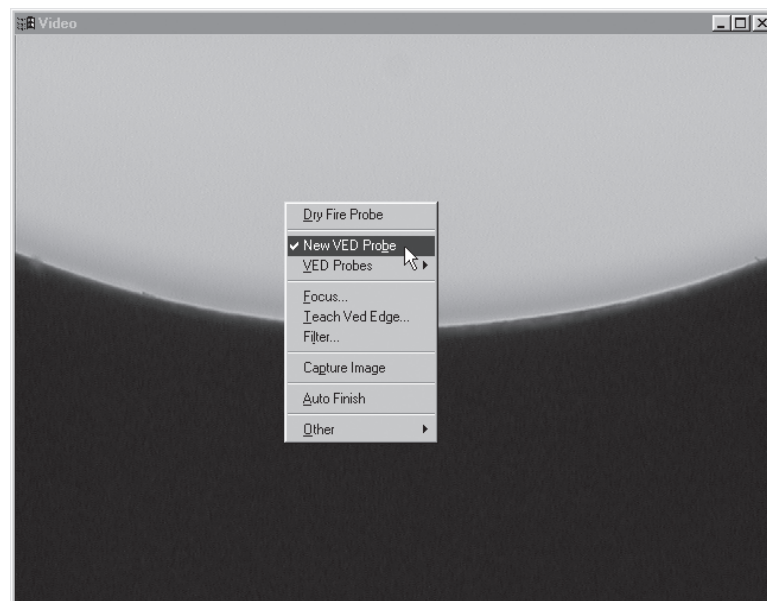 Video
Dry Fire Probe
New VED Probe
VED Probes
Focus...
Teach Ved Edge...
Filter...
Capture Image
Auto Finish
Other